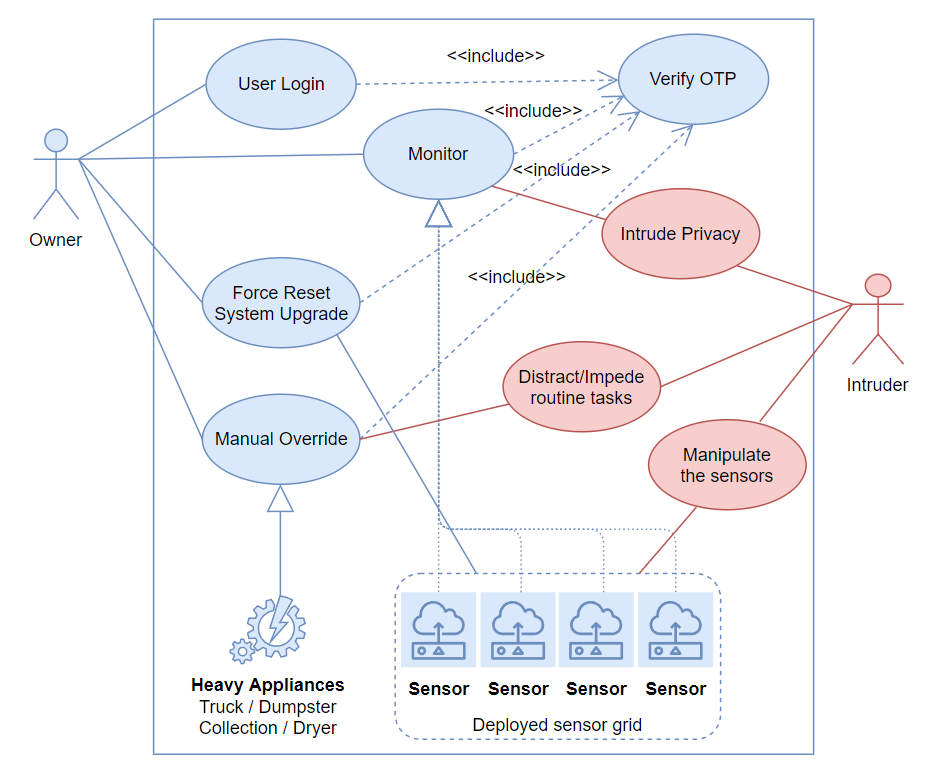 <<include>>
User Login
Verify OTP
<<include>>
Monitor
<<include>>
Owner
Intrude Privacy
<<include>>
Force Reset
System Upgrade
Intruder
Distract/Impede
routine tasks
Manual Override
Manipulate
the sensors
Heavy Appliances
Truck / Dumpster
Collection / Dryer
Sensor
Sensor
Sensor
Sensor
Deployed sensor grid